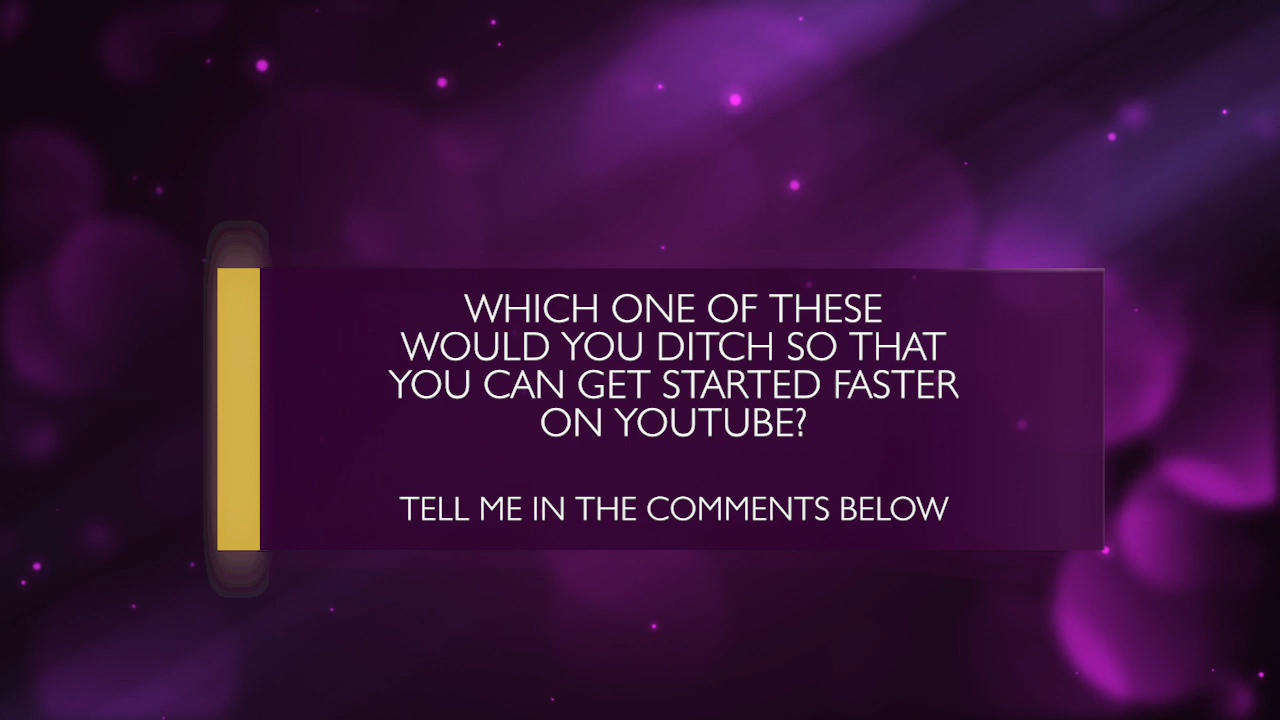 WHICH ONE OF THESE
WOULD YOU DITCH SO THAT
YOU CAN GET STARTED FASTER
ON YOUTUBE?
TELL ME IN THE COMMENTS BELOW